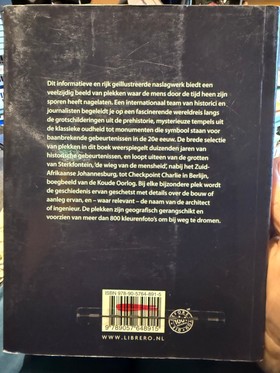 Dit informatieve en rijk geïllustreerde naslagwerk biedt een
veelzijdig beeld van plekken waar de mens door de tijd heen zijn
sporen heeft nagelaten. Een internationaal team van historici en
journalisten begeleidt je op een fascinerende wereldreis langs
de grotschilderingen uit de prehistorie, mysterieuze tempels uit
de klassieke oudheid tot monumenten die symbool staan voor
baanbrekende gebeurtenissen in de 20e eeuw. De brede selectie
van plekken in dit boek weerspiegelt duizenden jaren van
historische gebeurtenissen, en loopt uiteen van de grotten
van Sterkfontein, 'de wieg van de mensheid', nabij het Zuid-
Afrikaanse Johannesburg, tot Checkpoint Charlie in Berlijn,
boegbeeld van de Koude Oorlog. Bij elke bijzondere plek wordt
de geschiedenis ervan geschetst met details over de bouw of
aanleg ervan, en – waar relevant – de naam van de architect
of ingenieur. De plekken zijn geografisch gerangschikt en
voorzien van meer dan 800 kleurenfoto's om bij weg te dromen.
ISBN 978-90-5764-891-5
9 789057 648915
WWW.LIBRERO.NL